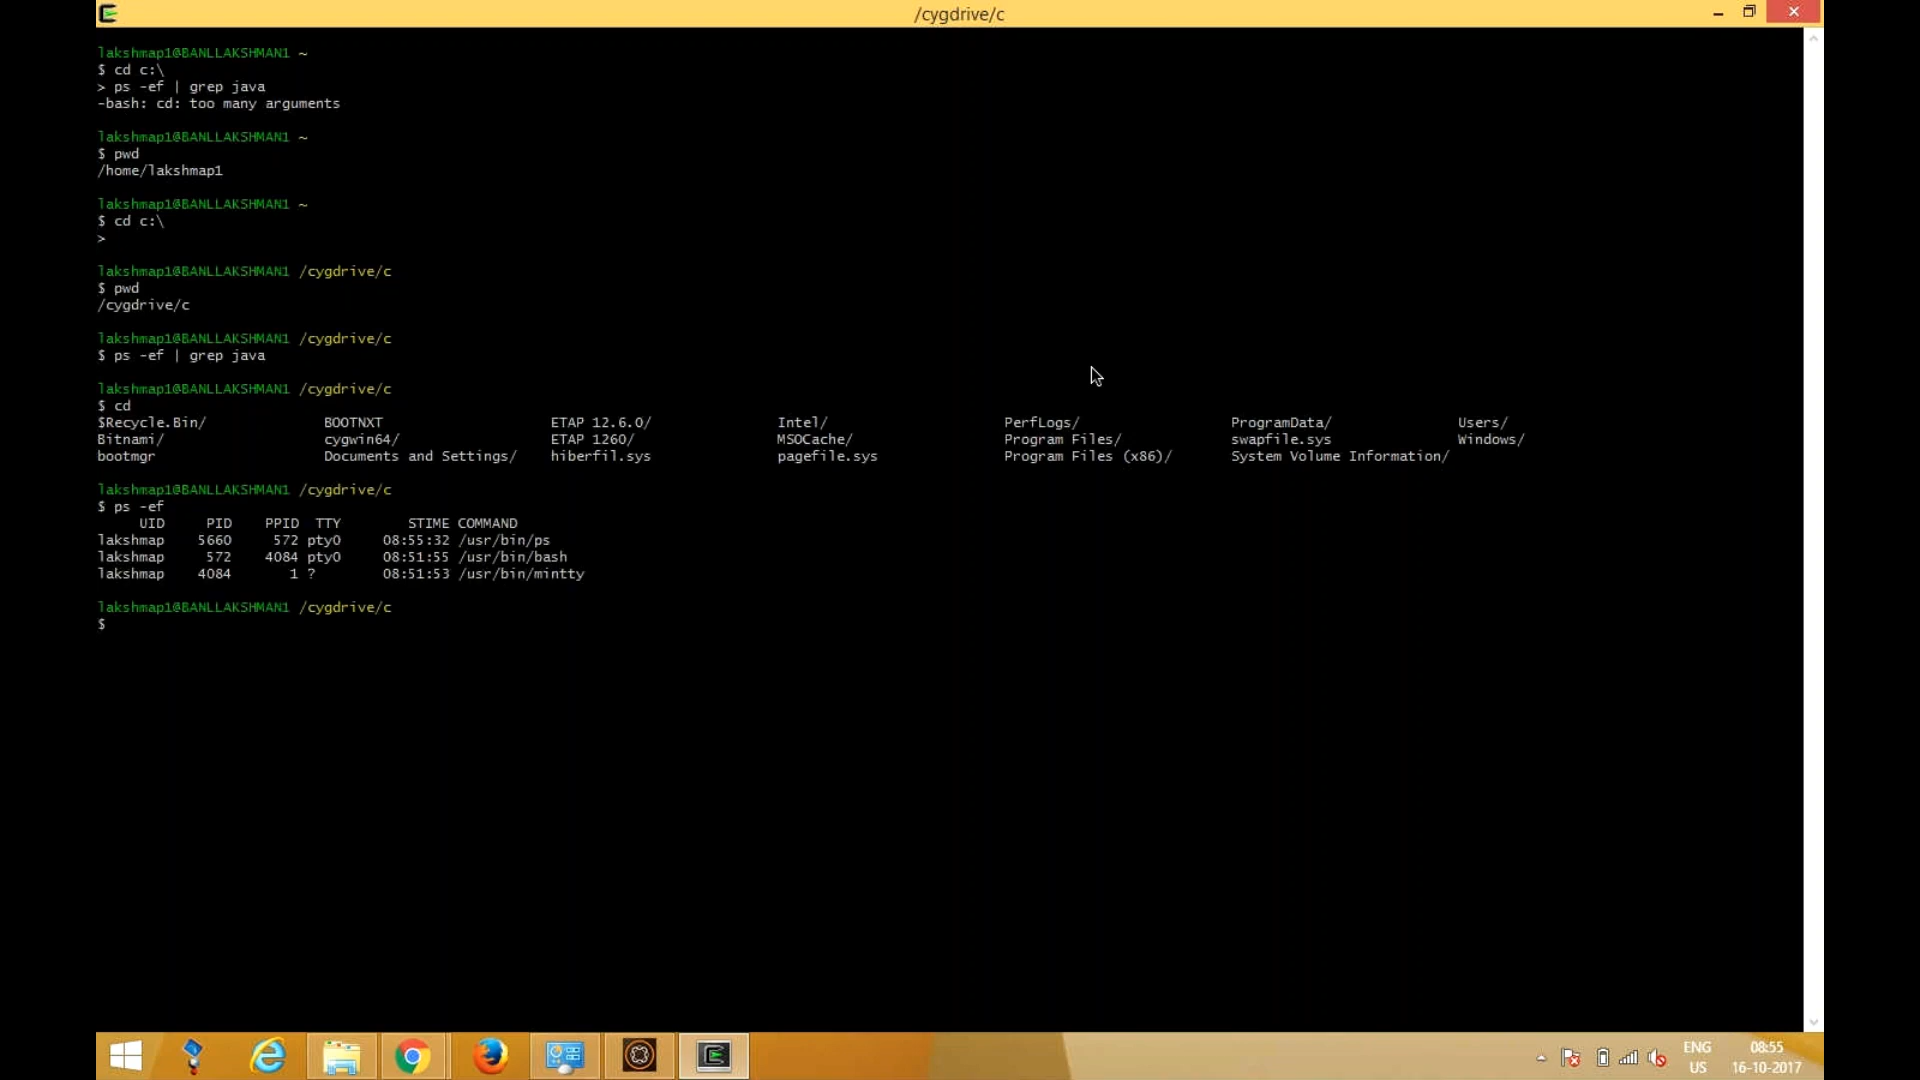 /cygdrive/c
lakshmap1@BANLLAKSHMAN1 ~
$ cd c:\
> ps -ef | grep java
-bash: cd: too many arguments
lakshmap1@BANLLAKSHMAN1 ~
$ pwd
/home/lakshmap1
lakshmap1@BANLLAKSHMAN1 ~
$ cd c:\
>
lakshmap1@BANLLAKSHMAN1 /cygdrive/c
$ pwd
/cygdrive/c
lakshmap1@BANLLAKSHMAN1 /cygdrive/c
$ ps -ef | grep java
lakshmap1@BANLLAKSHMAN1 /cygdrive/c
$ cd
$Recycle.Bin/ BOOTNXT ETAP 12.6.0/ Intel/ PerfLogs/ ProgramData/ Users/
Bitnami/ cygwin64/ ETAP 1260/ MSOCache/ Program Files/ swapfile.sys Windows/
bootmgr Documents and Settings/ hiberfil.sys pagefile.sys Program Files (x86)/ System Volume Information/
lakshmap1@BANLLAKSHMAN1 /cygdrive/c
$ ps -ef
UID PID PPID TTY STIME COMMAND
lakshmap 5660 572 pty0 08:55:32 /usr/bin/ps
lakshmap 572 4084 pty0 08:51:55 /usr/bin/bash
lakshmap 4084 1 ? 08:51:53 /usr/bin/mintty
lakshmap1@BANLLAKSHMAN1 /cygdrive/c
$
ENG 08:55
US 16-10-2017